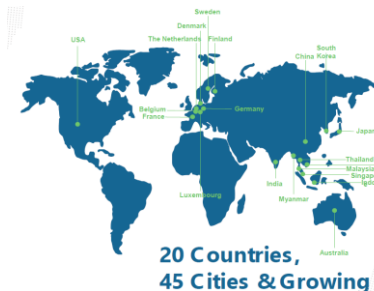 Sweden
Denmark
The Netherlands
Finland
USA
South
Korea
China
Belgium
France
Germany
Japan
Thailand
Malaysia
India
Myanmar
Luxembourg
Australia
20 Countries,
45 Cities & Growing